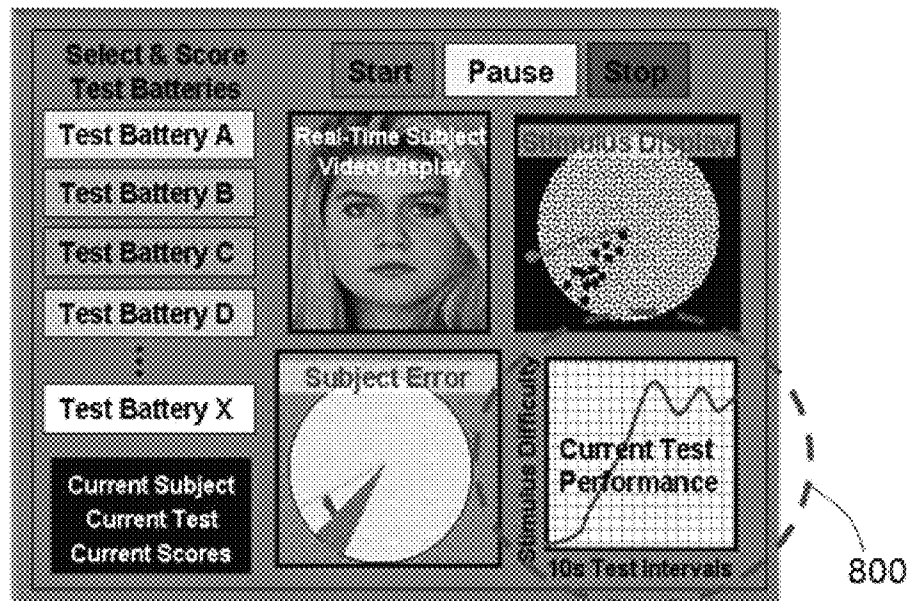 Select & Score
Test Batteries
Start
Pause
Stop
Test Battery A
Test Battery B
Test Battery C
Test Battery D
Test Battery X
Current Subject
Current Test
Current Scores
Real-Time Subject
Video Display
Stimulus Display
Subject Error
Stimulus Difficulty
Current Test
Performance
10s Test Intervals
800